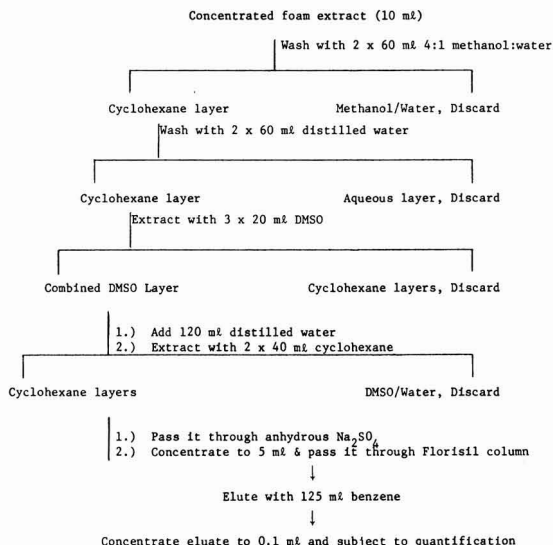 Concentrated foam extract (10 mℓ)
Wash with 2 x 60 mℓ 4:1 methanol:water
Cyclohexane layer Methanol/Water, Discard
Wash with 2 x 60 mℓ distilled water
Cyclohexane layer Aqueous layer, Discard
Extract with 3 x 20 mℓ DMSO
Combined DMSO Layer Cyclohexane layers, Discard
1.) Add 120 mℓ distilled water
2.) Extract with 2 x 40 mℓ cyclohexane
Cyclohexane layers DMSO/Water, Discard
1.) Pass it through anhydrous Na₂SO₄
2.) Concentrate to 5 mℓ & pass it through Florisil column
Elute with 125 mℓ benzene
Concentrate eluate to 0.1 mℓ and subject to quantification